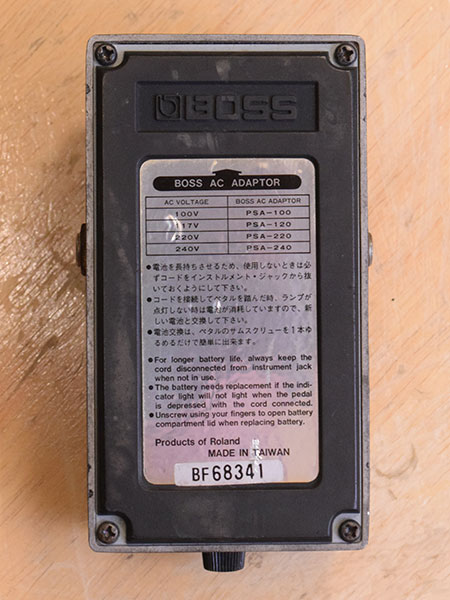 BOSS
BOSS AC ADAPTOR
AC VOLTAGE BOSS AC ADAPTOR
100V PSA-100
117V PSA-120
220V PSA-220
240V PSA-240
●電池を長持ちさせるため、使用しないときは必
ずコードをインストルメント・ジャックから抜
いておくようにして下さい。
●コードを接続してペタルを踏んだ時、ランプが
点灯しない時は電池が消耗していますので、新
しい電池と交換して下さい。
●電池交換は、ペタルのサムスクリューを1本ゆ
るめるだけで簡単に出来ます。
●For longer battery life, always keep the
cord disconnected from instrument jack
when not in use.
●The battery needs replacement if the indi-
cator light will not light when the pedal
is depressed with the cord connected.
●Unscrew using your fingers to open battery
compartment lid when replacing battery.
Products of Roland
MADE IN TAIWAN
BF68341